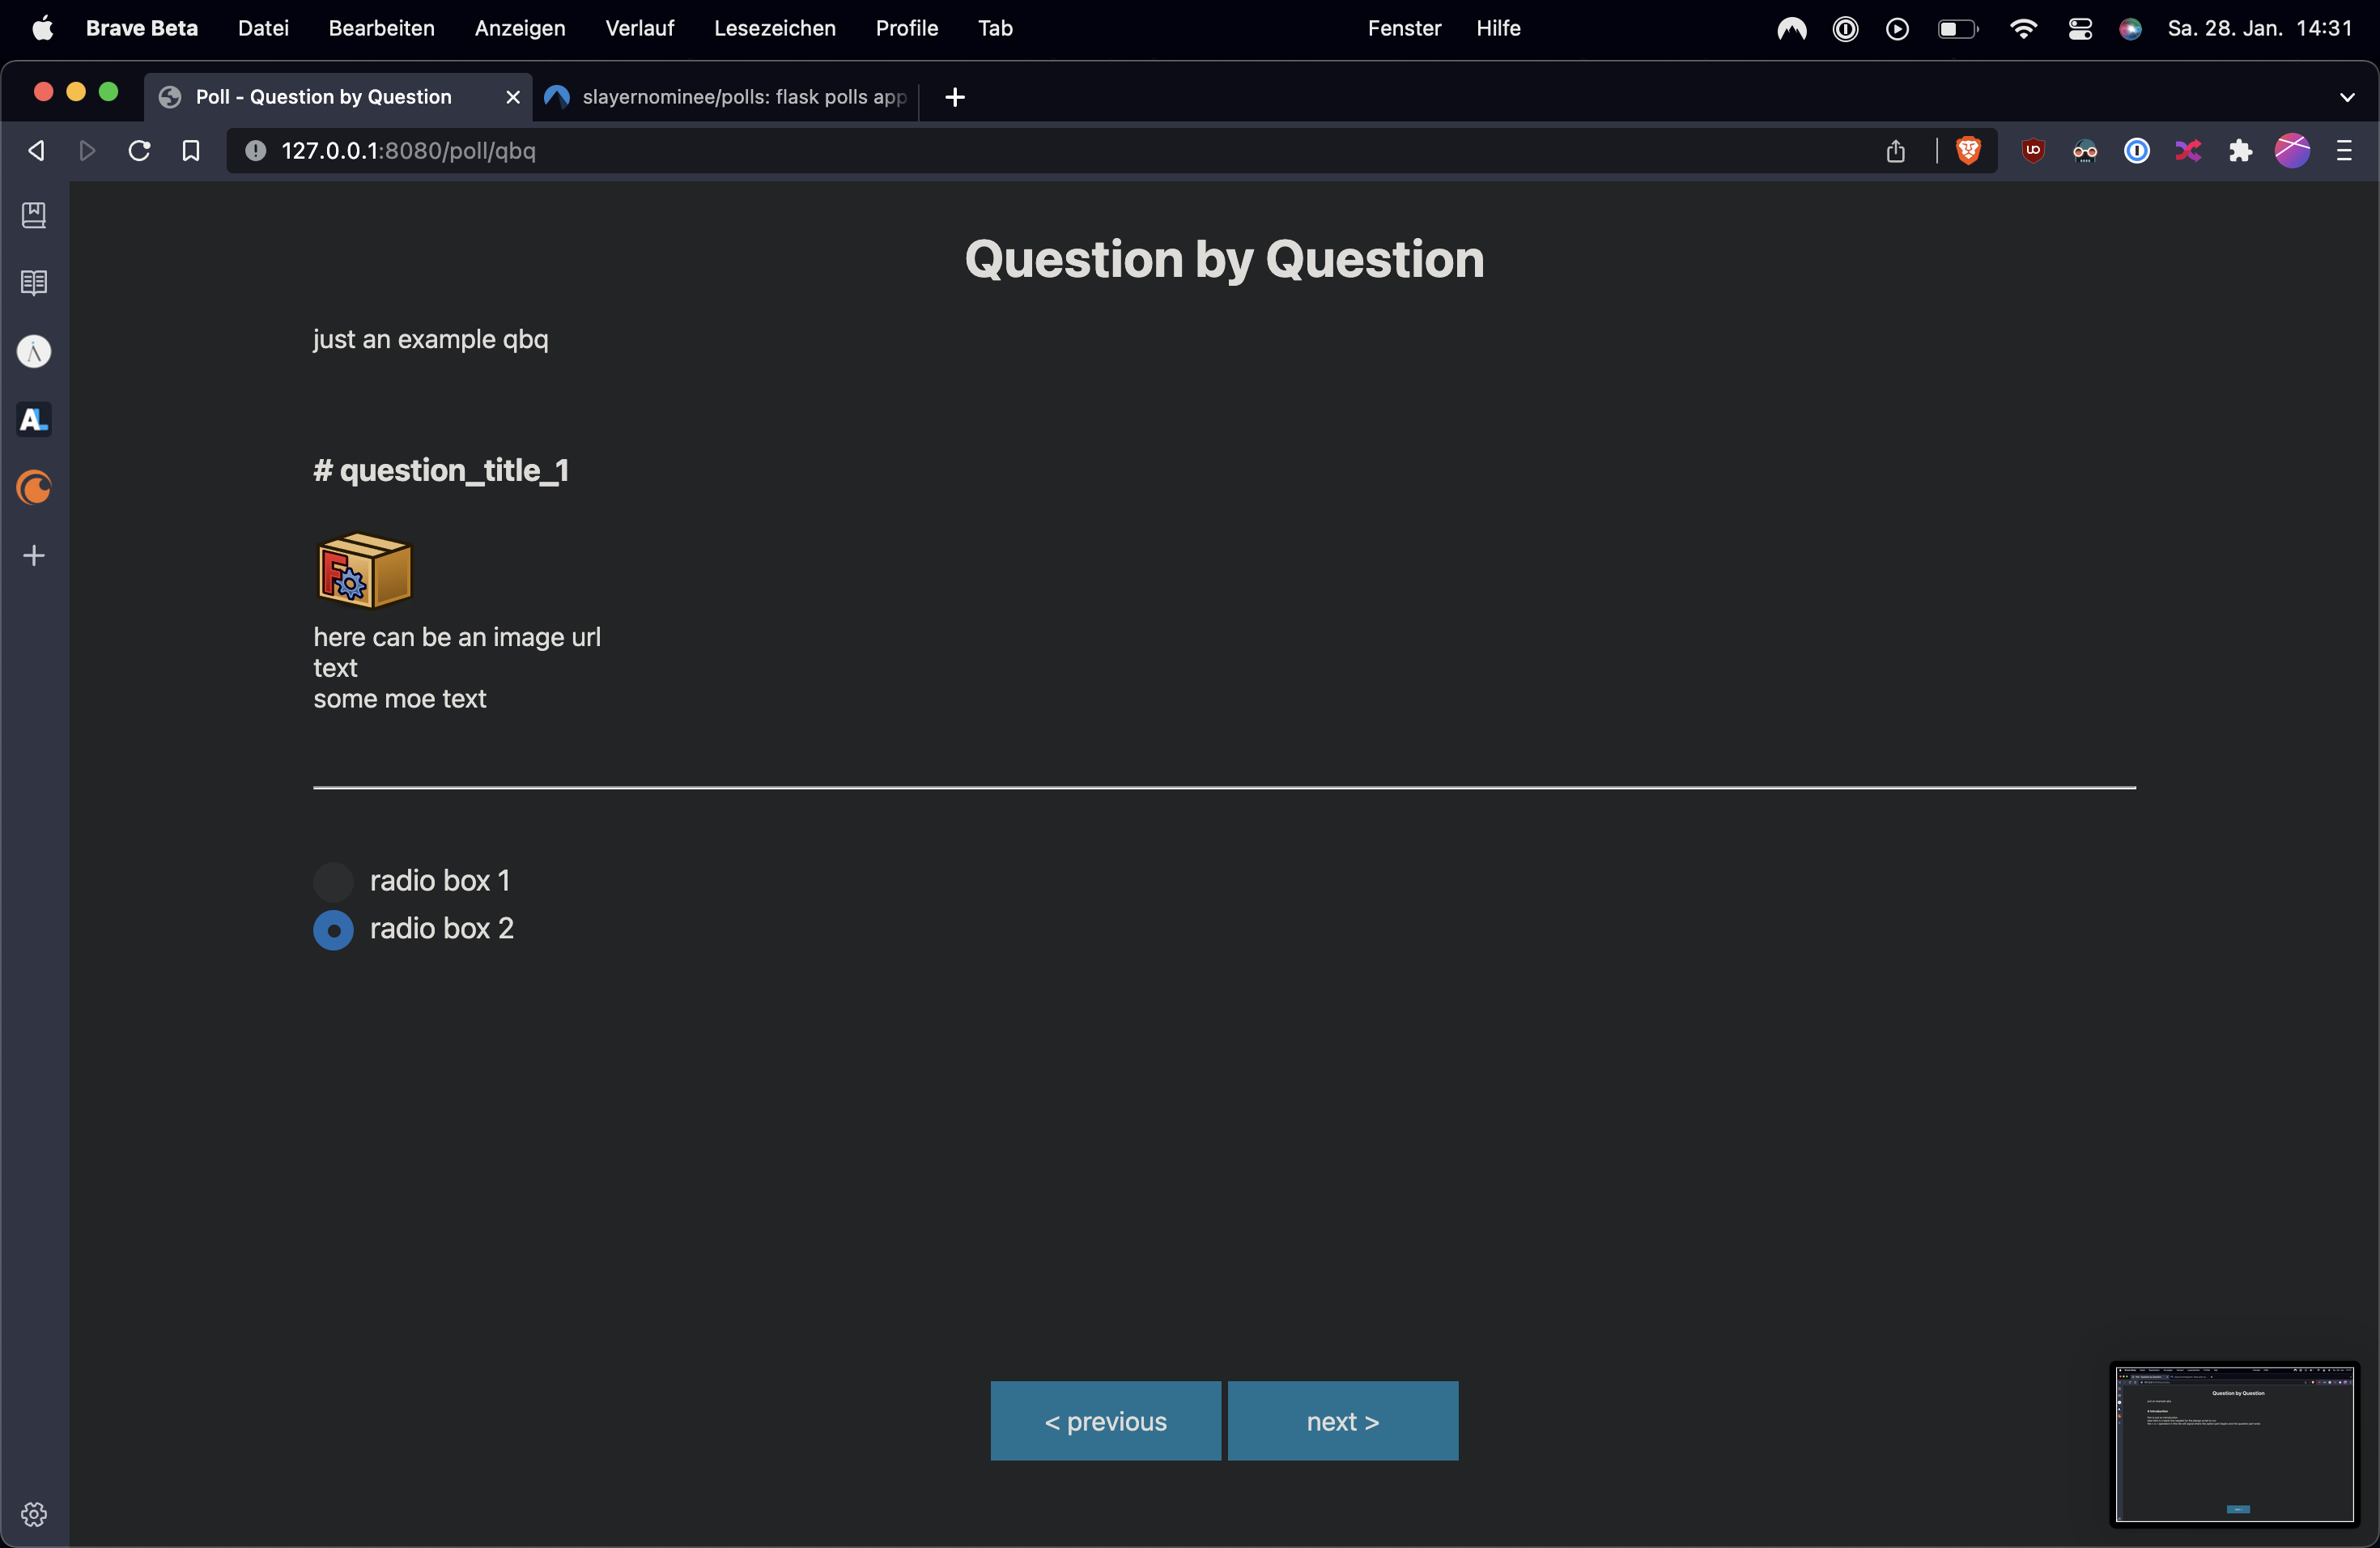 Brave Beta Datei Bearbeiten Anzeigen Verlauf Lesezeichen Profile Tab Fenster Hilfe Sa. 28. Jan. 14:31
Poll - Question by Question slayernominee/polls: flask polls app
127.0.0.1:8080/poll/qbq
Question by Question
just an example qbq
# question_title_1
here can be an image url
text
some moe text
radio box 1
radio box 2
< previous next >
Question by Question